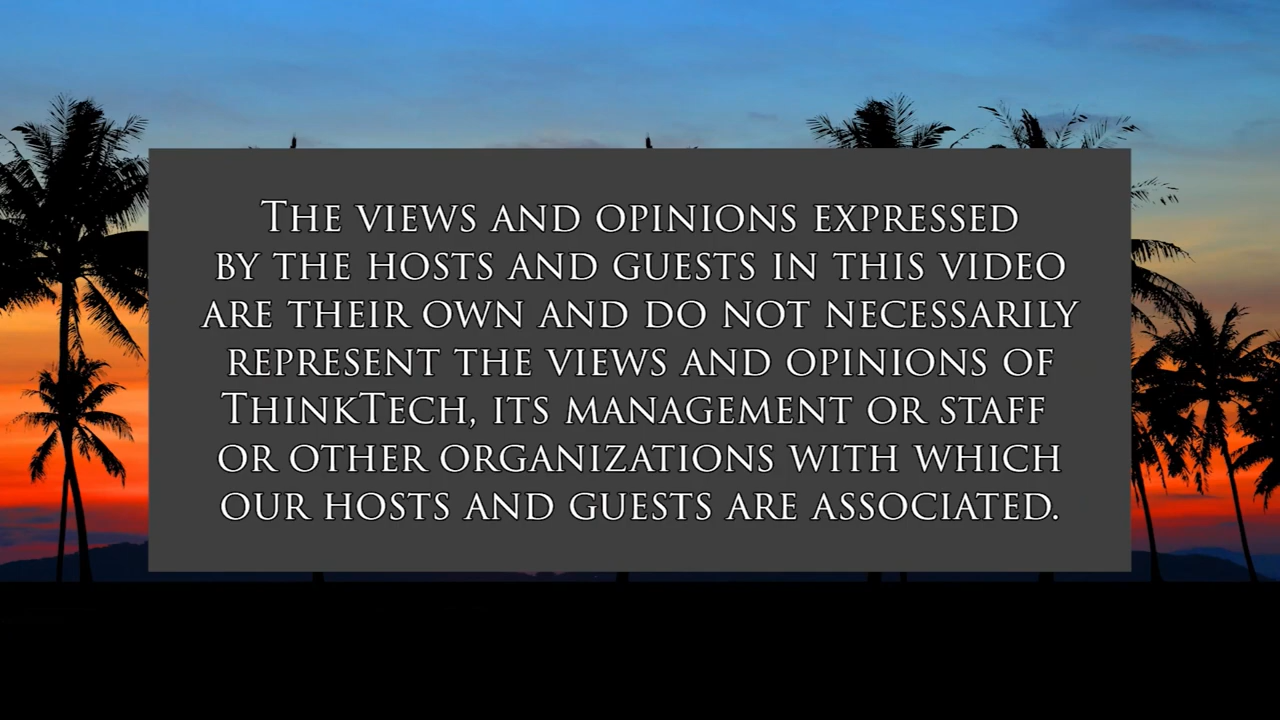 The views and opinions expressed
by the hosts and guests in this video
are their own and do not necessarily
represent the views and opinions of
ThinkTech, its management or staff
or other organizations with which
our hosts and guests are associated.